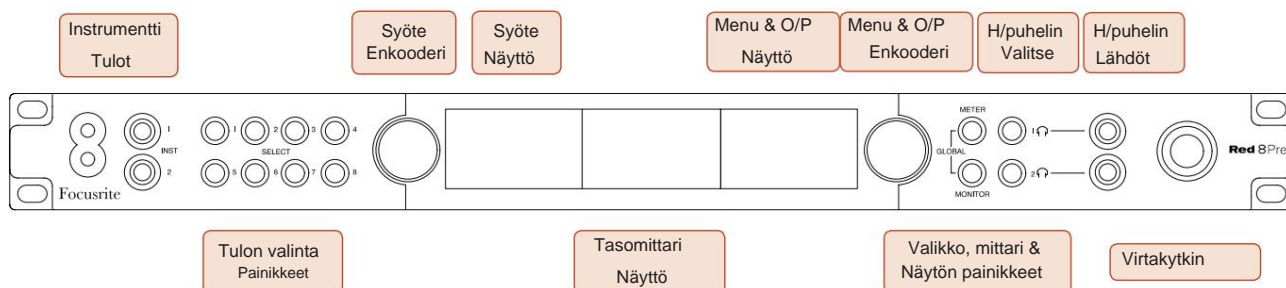 Instrumentti
Tulot
Syöte
Enkooderi
Syöte
Näyttö
Menu & O/P
Näyttö
Menu & O/P
Enkooderi
H/puhelin
Valitse
H/puhelin
Lähdöt
1
INST
2
1 2 3 4
SELECT
5 6 7 8
Focusrite
METER
GLOBAL
MONITOR
1
2
Red 8Pre
Tulon valinta
Painikkeet
Tasomittari
Näyttö
Valikko, mittari &
Näytön painikkeet
Virtakytkin